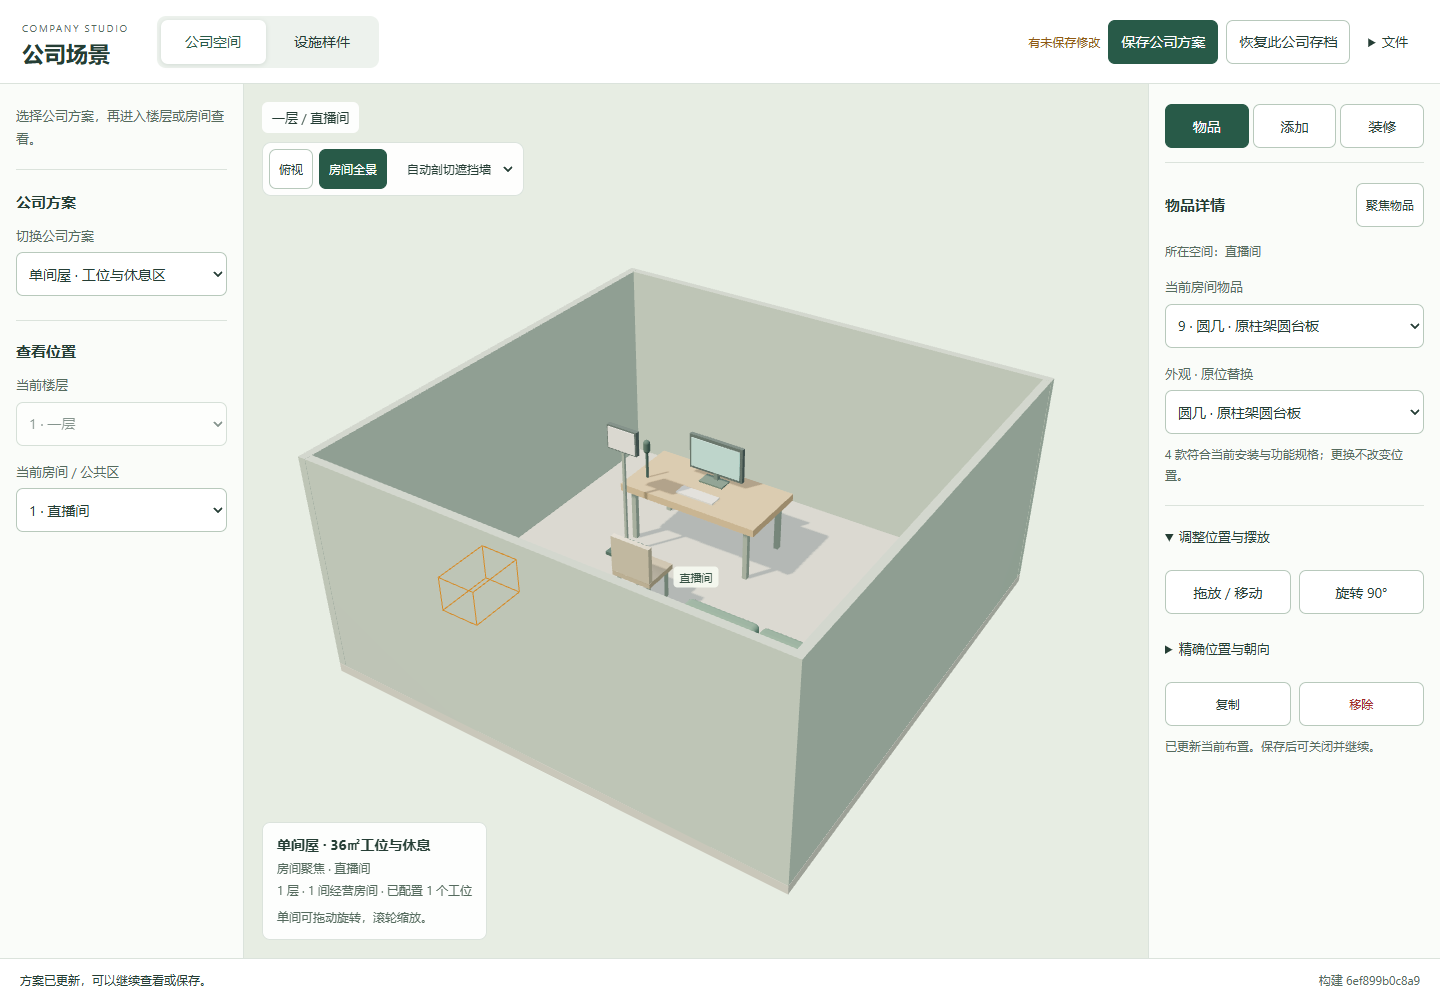 COMPANY STUDIO
公司场景
公司空间
设施样件
有未保存修改
保存公司方案
恢复此公司存档
▶ 文件
选择公司方案，再进入楼层或房间查
看。
公司方案
切换公司方案
单间屋 · 工位与休息区
查看位置
当前楼层
1 · 一层
当前房间 / 公共区
1 · 直播间
一层 / 直播间
俯视
房间全景
自动剖切遮挡墙
直播间
单间屋 · 36㎡工位与休息
房间聚焦 · 直播间
1 层 · 1 间经营房间 · 已配置 1 个工位
单间可拖动旋转，滚轮缩放。
物品
添加
装修
物品详情
聚焦物品
所在空间：直播间
当前房间物品
9 · 圆几 · 原柱架圆台板
外观 · 原位替换
圆几 · 原柱架圆台板
4 款符合当前安装与功能规格；更换不改变位
置。
▼ 调整位置与摆放
拖放 / 移动
旋转 90°
▶ 精确位置与朝向
复制
移除
已更新当前布置。保存后可关闭并继续。
方案已更新，可以继续查看或保存。
构建 6ef899b0c8a9